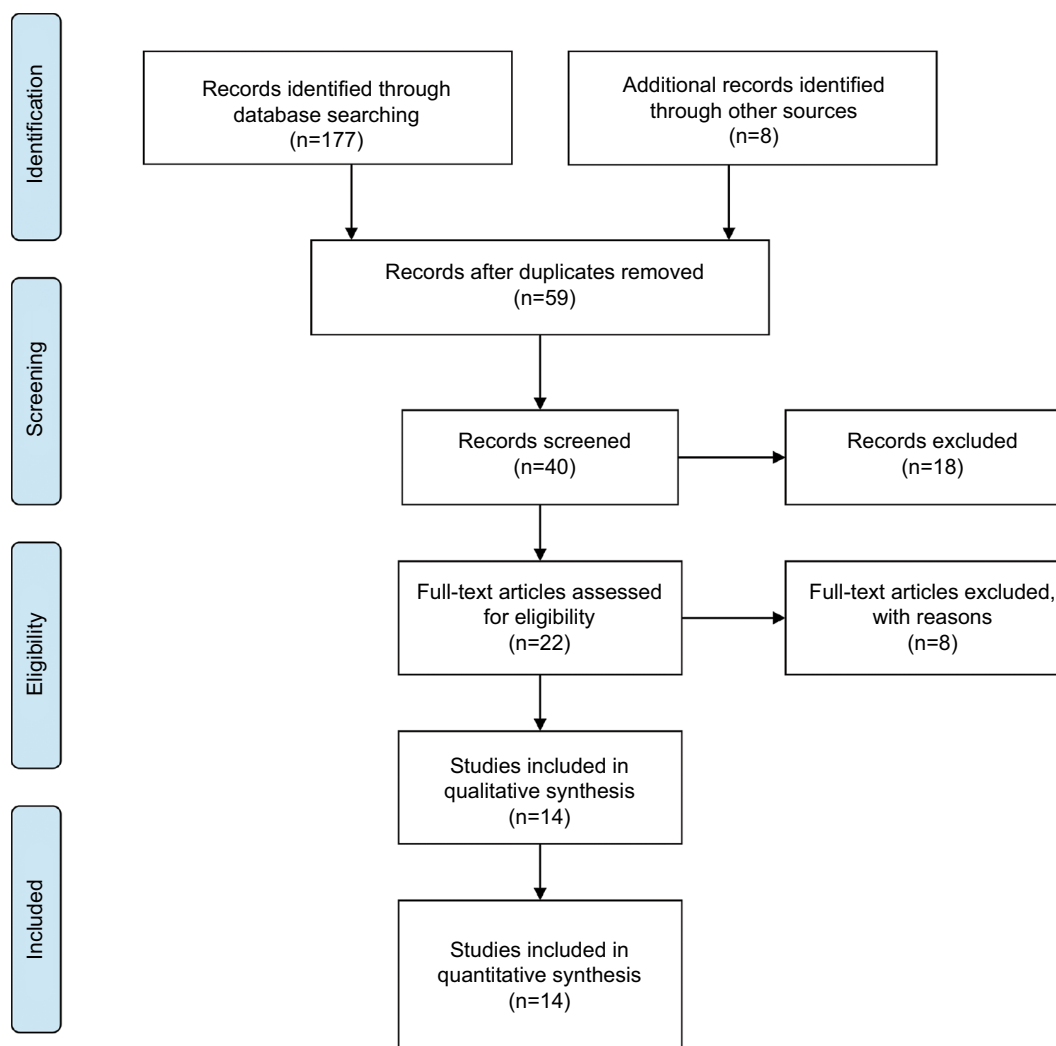 Identification
Records identified through
database searching
(n=177)
Additional records identified
through other sources
(n=8)
Records after duplicates removed
(n=59)
Screening
Records screened
(n=40)
Records excluded
(n=18)
Eligibility
Full-text articles assessed
for eligibility
(n=22)
Full-text articles excluded,
with reasons
(n=8)
Studies included in
qualitative synthesis
(n=14)
Included
Studies included in
quantitative synthesis
(n=14)